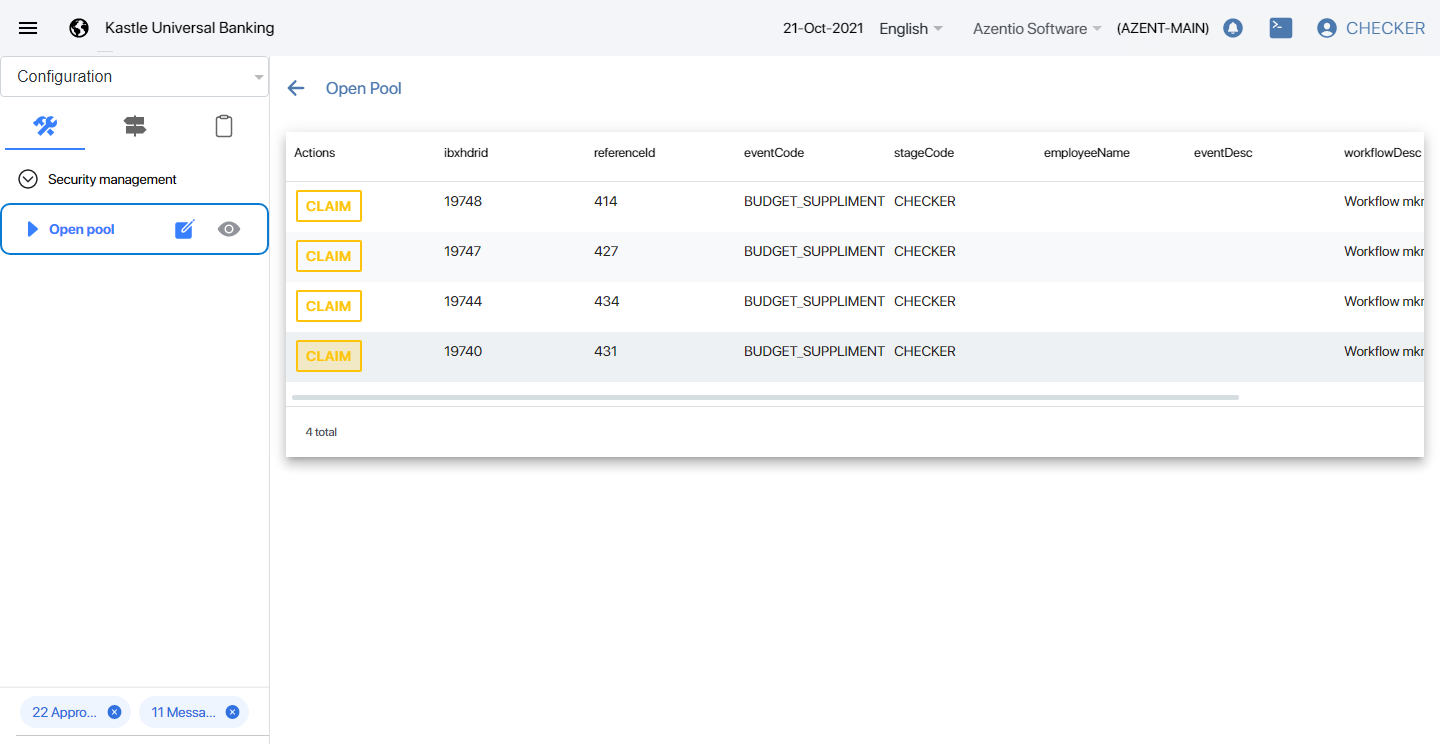 Kastle Universal Banking 21-Oct-2021 English Azentio Software (AZENT-MAIN) CHECKER
Configuration
Open Pool
Security management
Open pool
Actions ibxhdrid referenceId eventCode stageCode employeeName eventDesc workflowDesc
CLAIM 19748 414 BUDGET_SUPPLIMENT CHECKER Workflow mkr
CLAIM 19747 427 BUDGET_SUPPLIMENT CHECKER Workflow mkr
CLAIM 19744 434 BUDGET_SUPPLIMENT CHECKER Workflow mkr
CLAIM 19740 431 BUDGET_SUPPLIMENT CHECKER Workflow mkr
4 total
22 Appro... 11 Messa...